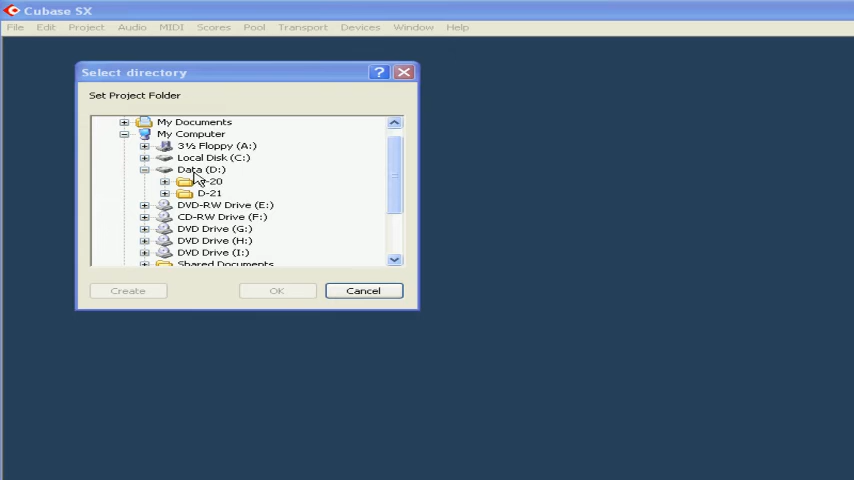 Cubase SX
File Edit Project Audio MIDI Scores Pool Transport Devices Window Help
Select directory
Set Project Folder
My Documents
My Computer
3½ Floppy (A:)
Local Disk (C:)
Data (D:)
-20
D-21
DVD-RW Drive (E:)
CD-RW Drive (F:)
DVD Drive (G:)
DVD Drive (H:)
DVD Drive (I:)
Shared Documents
Create OK Cancel